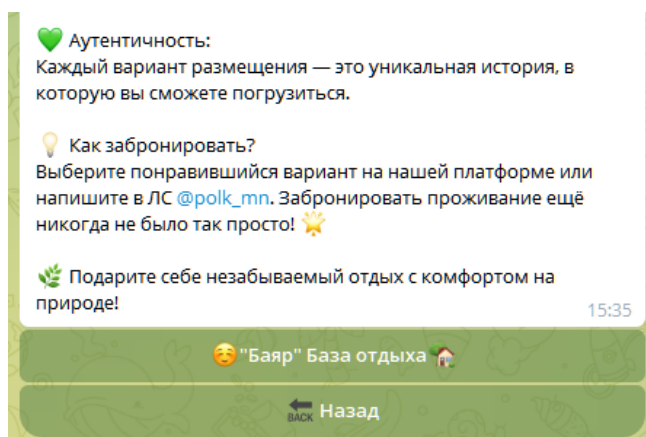 💚 Аутентичность:
Каждый вариант размещения — это уникальная история, в
которую вы сможете погрузиться.
💡 Как забронировать?
Выберите понравившийся вариант на нашей платформе или
напишите в ЛС @polk_mn. Забронировать проживание ещё
никогда не было так просто! 🌟
🌿 Подарите себе незабываемый отдых с комфортом на
природе!
15:35
☺️"Баяр" База отдыха🏡
🔙 Назад